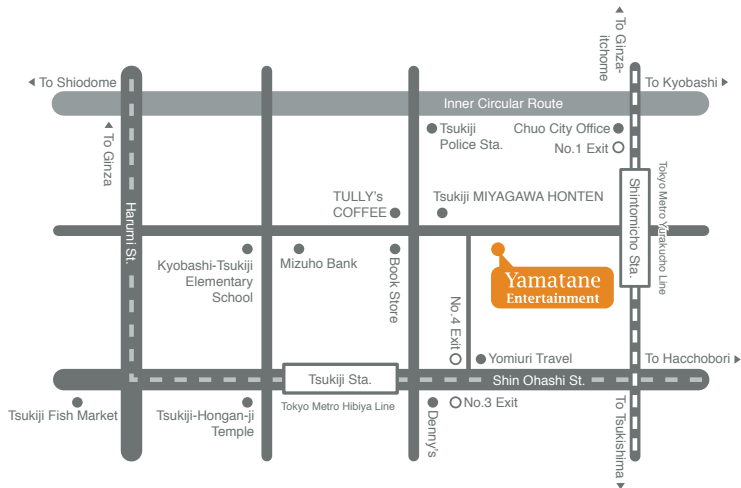 To Ginza-
itchome
To Shiodome
To Kyobashi
Inner Circular Route
To Ginza
Tsukiji
Police Sta.
Chuo City Office
No.1 Exit
Tokyo Metro Yurakucho Line
Shintomicho Sta.
TULLY's
COFFEE
Tsukiji MIYAGAWA HONTEN
Harumi St.
Kyobashi-Tsukiji
Elementary
School
Mizuho Bank
Book Store
Yamatane
Entertainment
No.4 Exit
Yomiuri Travel
To Hacchobori
Tsukiji Sta.
Shin Ohashi St.
Tokyo Metro Hibiya Line
Tsukiji Fish Market
Tsukiji-Hongan-ji
Temple
Denny's
No.3 Exit
To Tsukishima